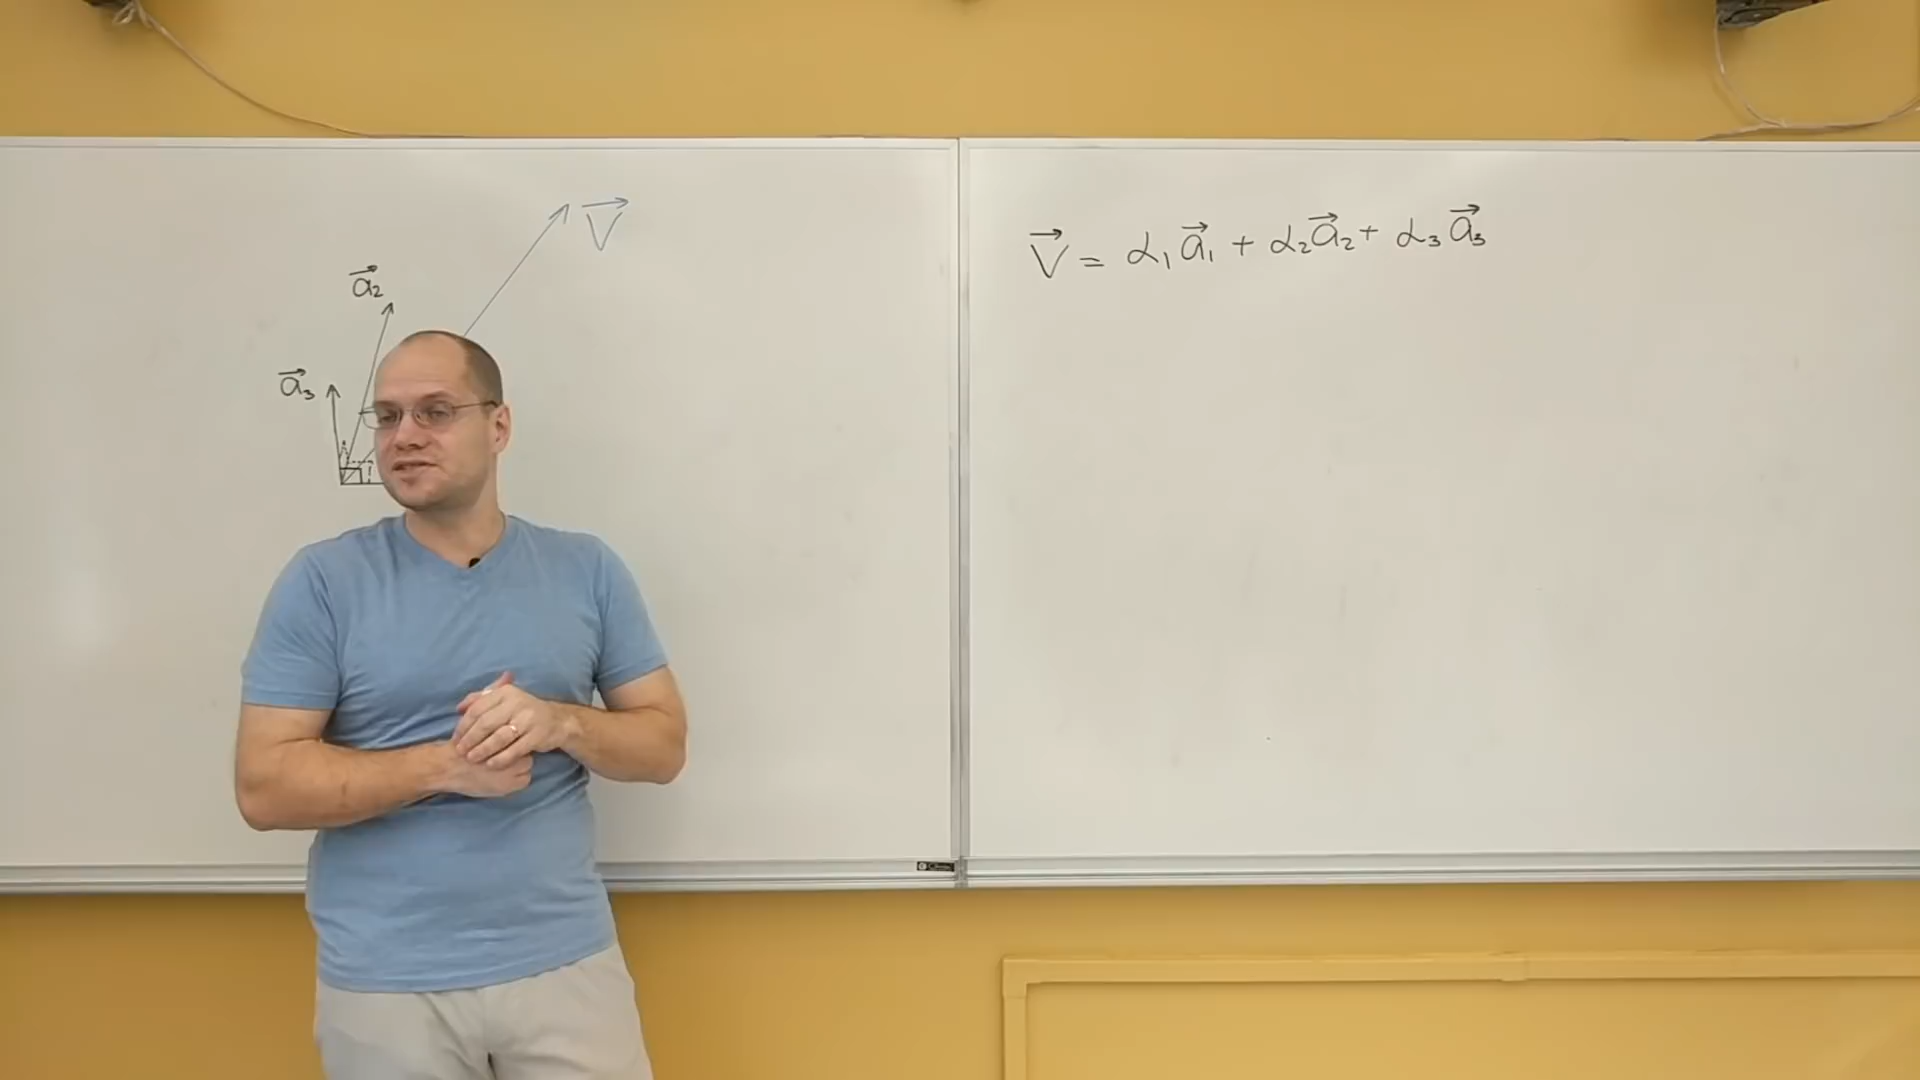 V⃗
a⃗₂
a⃗₃
V⃗ = α₁a⃗₁ + α₂a⃗₂ + α₃a⃗₃